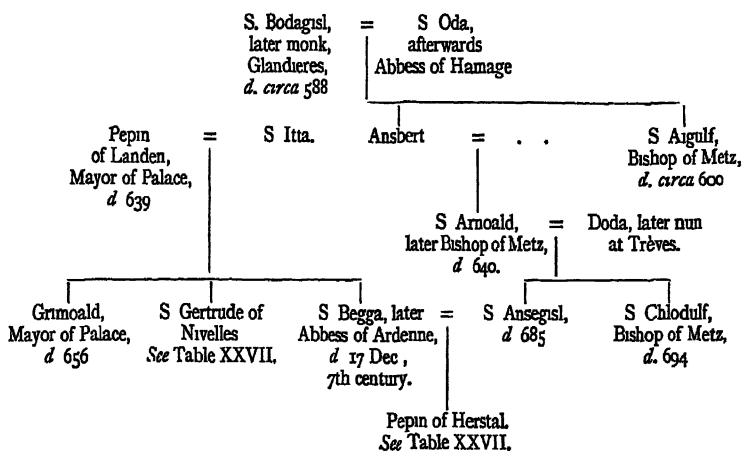 S. Bodagisl, = S Oda,
later monk, afterwards
Glandieres, Abbess of Hamage
d. circa 588
Pepin = S Itta. Ansbert = . . S Aigulf,
of Landen, Bishop of Metz,
Mayor of Palace, d. circa 600
d 639
S Arnoald, = Doda, later nun
later Bishop of Metz, at Trèves.
d 640.
Grimoald, S Gertrude of S Begga, later = S Ansegisl, S Chlodulf,
Mayor of Palace, Nivelles Abbess of Ardenne, d 685 Bishop of Metz,
d 656 See Table XXVII. d 17 Dec, d. 694
7th century.
Pepin of Herstal.
See Table XXVII.